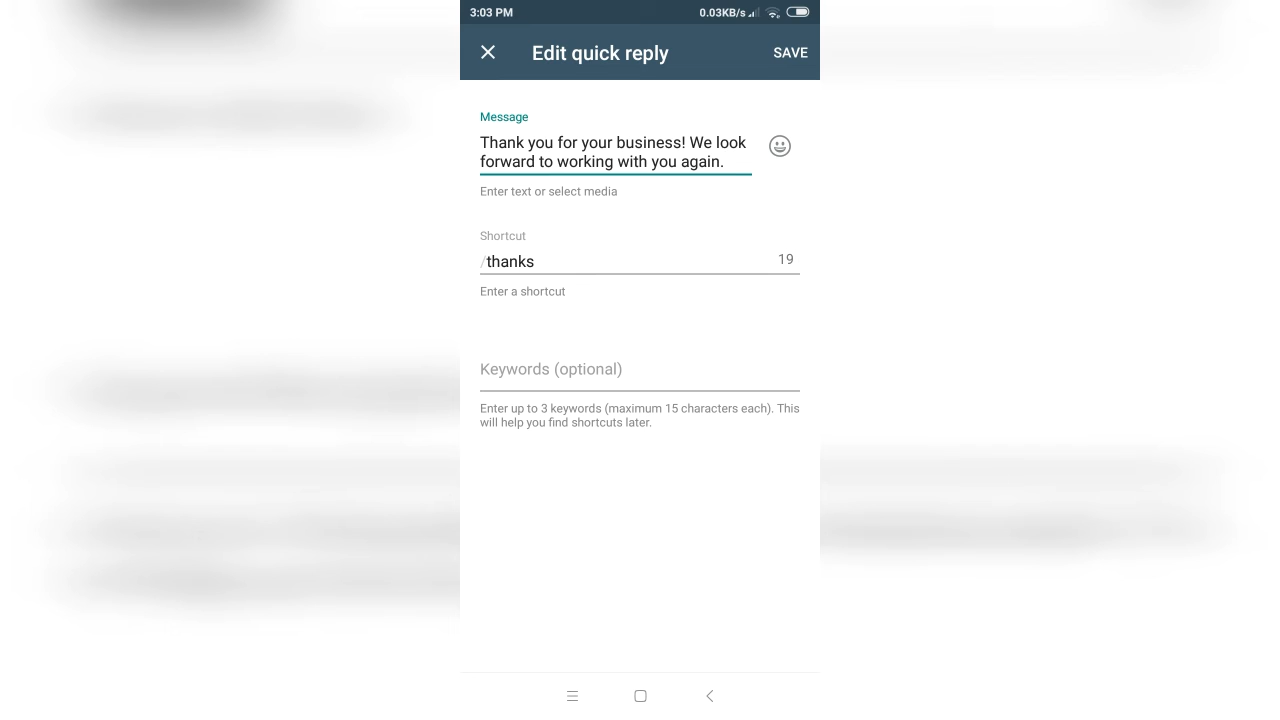 3:03 PM 0.03KB/s
Edit quick reply SAVE
Message
Thank you for your business! We look
forward to working with you again.
Enter text or select media
Shortcut
/thanks 19
Enter a shortcut
Keywords (optional)
Enter up to 3 keywords (maximum 15 characters each). This
will help you find shortcuts later.